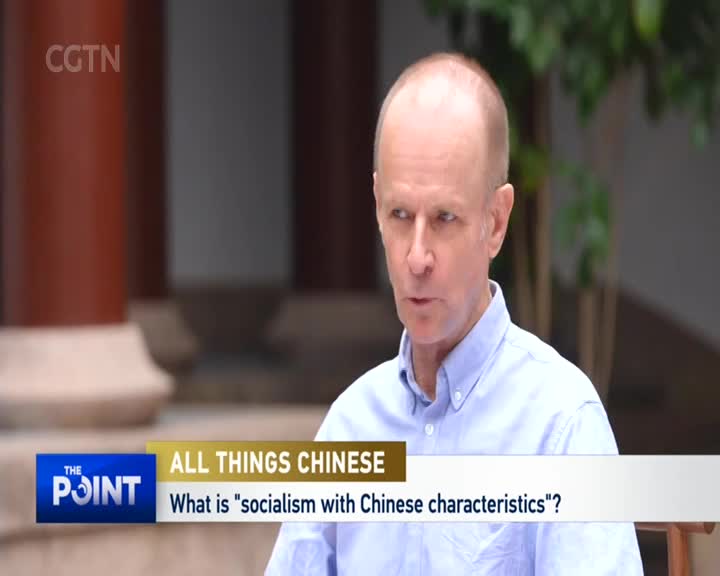 CGTN
ALL THINGS CHINESE
THE
POINT
What is "socialism with Chinese characteristics"?